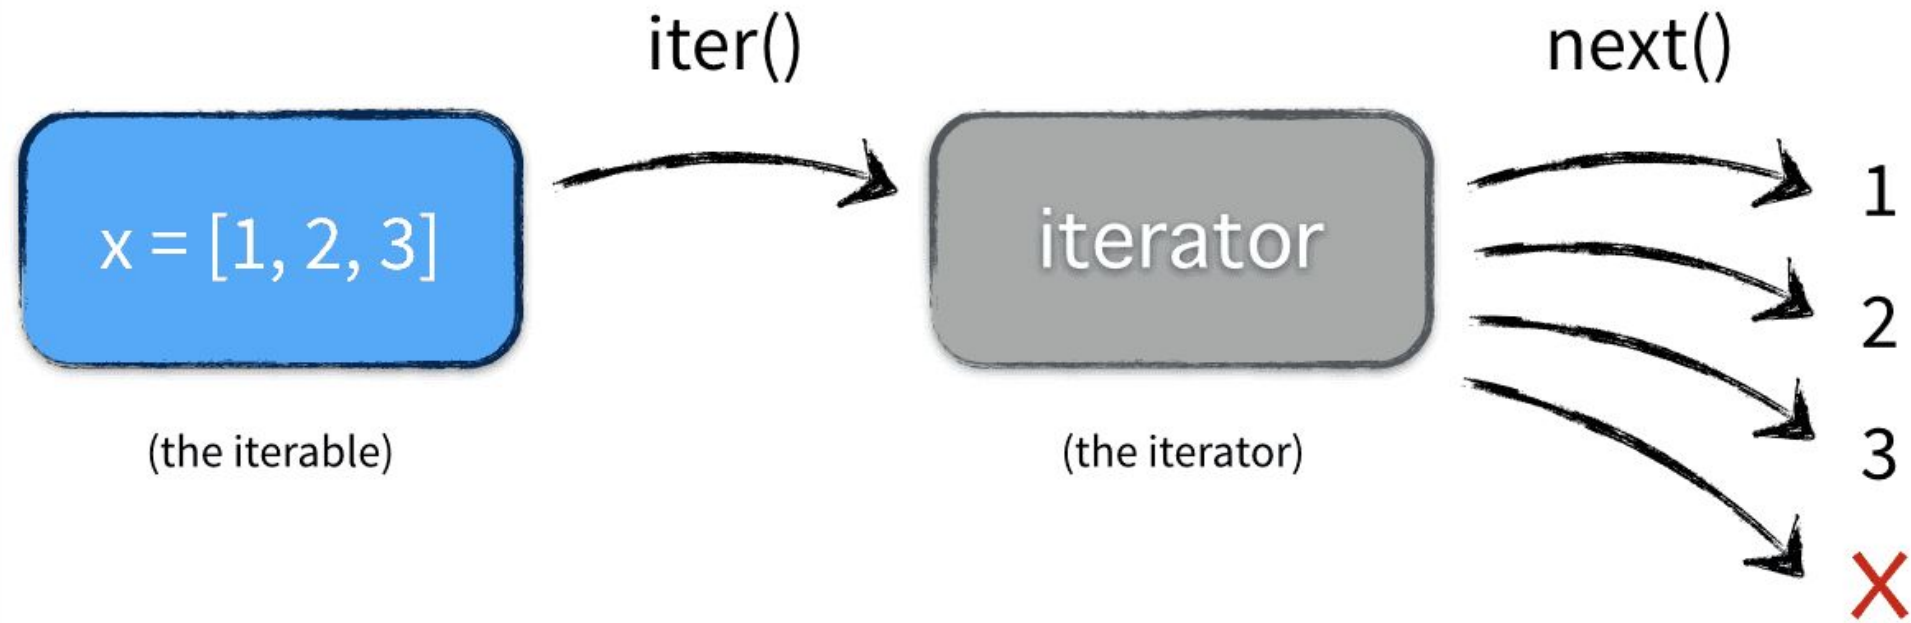 iter()
next()
x = [1, 2, 3]
iterator
1
2
3
X
(the iterable)
(the iterator)